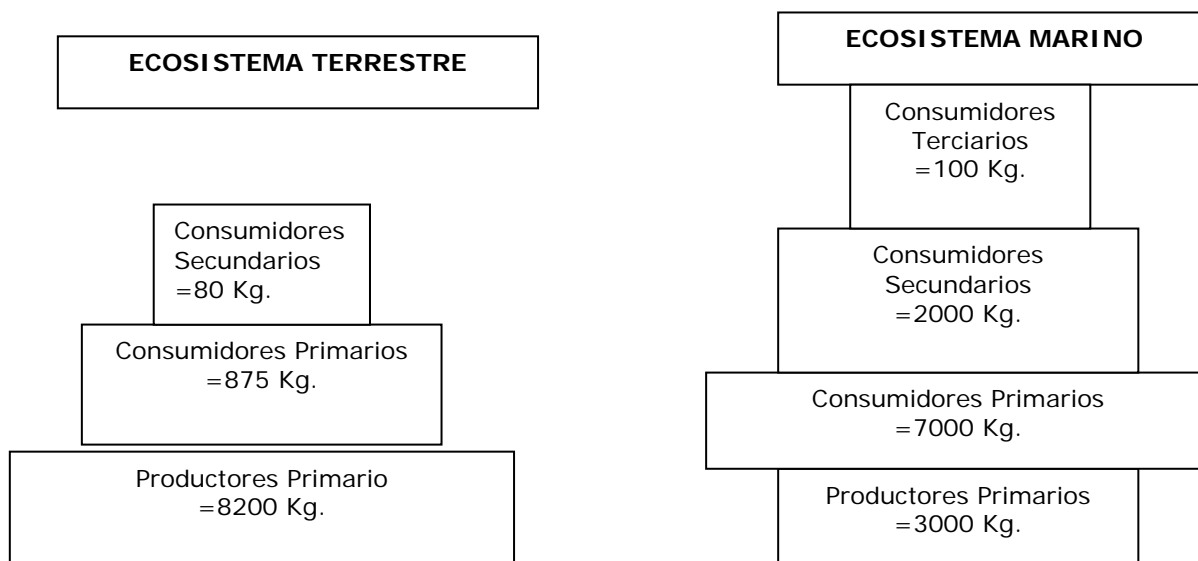 ECOSISTEMA TERRESTRE
Consumidores
Secundarios
=80 Kg.
Consumidores Primarios
=875 Kg.
Productores Primario
=8200 Kg.
ECOSISTEMA MARINO
Consumidores
Terciarios
=100 Kg.
Consumidores
Secundarios
=2000 Kg.
Consumidores Primarios
=7000 Kg.
Productores Primarios
=3000 Kg.